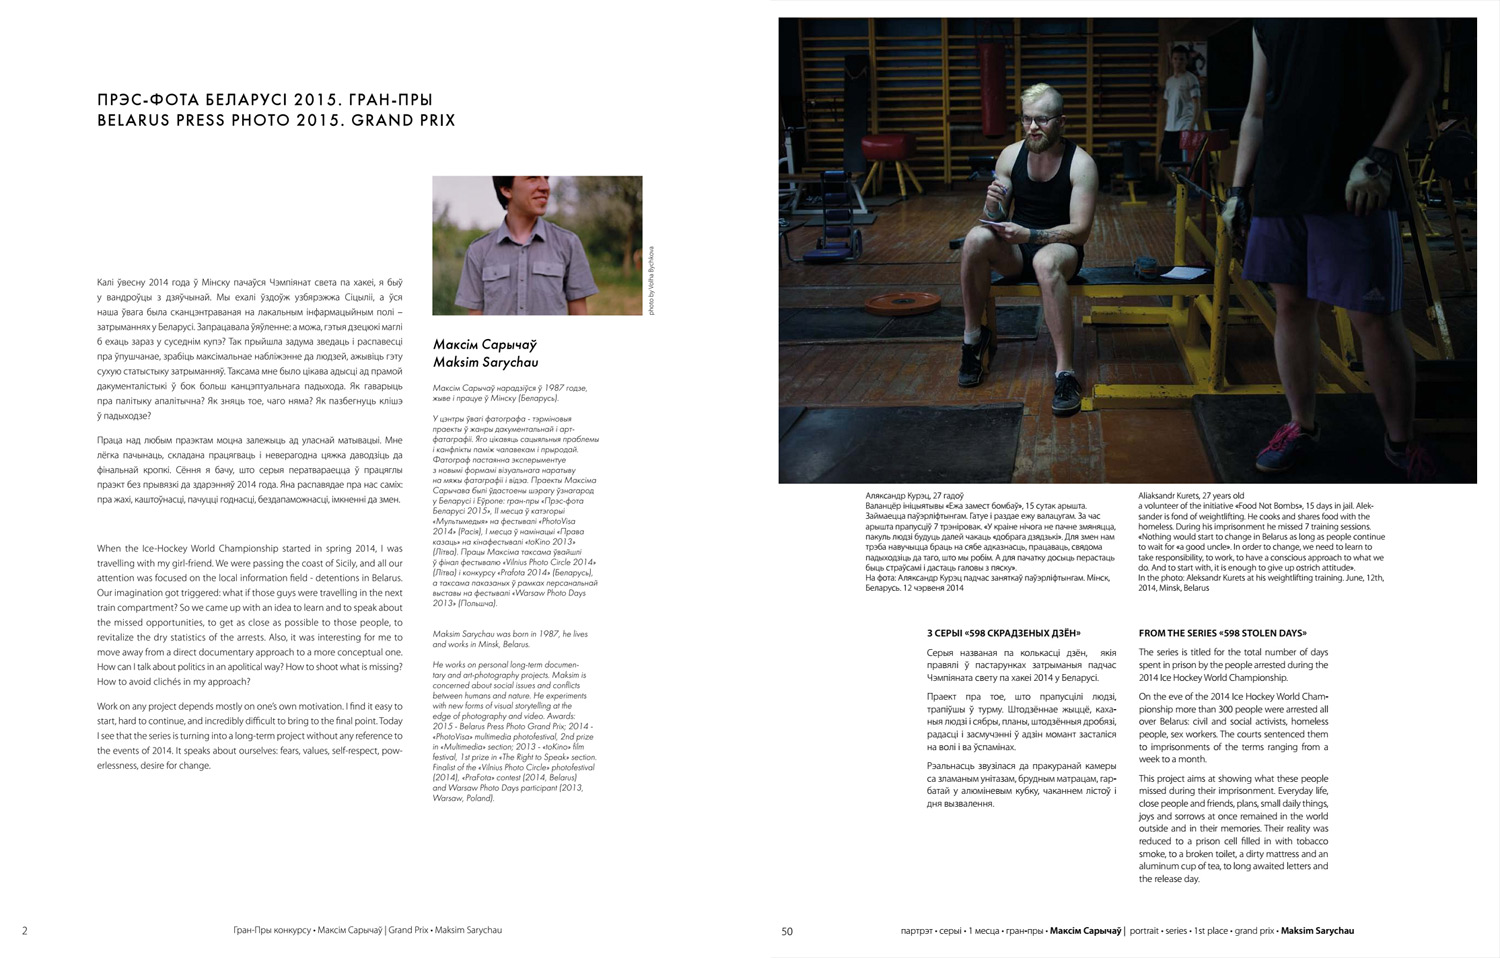 ПРЭС-ФОТА БЕЛАРУСІ 2015. ГРАН-ПРЫ
BELARUS PRESS PHOTO 2015. GRAND PRIX
Калі ўвесну 2014 года ў Мінску пачаўся Чэмпіянат света па хакеі, я быў
у вандроўцы з дзяўчынай. Мы ехалі ўздоўж узбярэжжа Сіцыліі, а ўся
наша ўвага была сканцэнтраваная на лакальным інфармацыйным полі –
затрыманнях у Беларусі. Запрацавала ўяўленне: а можа, гэтыя дзецюкі маглі
б ехаць зараз у суседнім купэ? Так прыйшла задума зведаць і распавесці
пра ўпушчанае, зрабіць максімальнае набліжэнне да людзей, ажывіць гэту
сухую статыстыку затрыманняў. Таксама мне было цікава адысці ад прамой
дакументалістыкі ў бок больш канцэптуальнага падыхода. Як гаварыць
пра палітыку апалітычна? Як зняць тое, чаго няма? Як пазбегнуць клішэ
ў падыходзе?
Праца над любым праэктам моцна залежыць ад уласнай матывацыі. Мне
лёгка пачынаць, складана працягваць і неверагодна цяжка даводзіць да
фінальнай кропкі. Сёння я бачу, што серыя ператвараецца ў працяглы
праэкт без прывязкі да здарэнняў 2014 года. Яна распавядае пра нас саміх:
пра жахі, каштоўнасці, пачуцці годнасці, бездапаможнасці, імкненні да змен.
When the Ice-Hockey World Championship started in spring 2014, I was
travelling with my girl-friend. We were passing the coast of Sicily, and all our
attention was focused on the local information field - detentions in Belarus.
Our imagination got triggered: what if those guys were travelling in the next
train compartment? So we came up with an idea to learn and to speak about
the missed opportunities, to get as close as possible to those people, to
revitalize the dry statistics of the arrests. Also, it was interesting for me to
move away from a direct documentary approach to a more conceptual one.
How can I talk about politics in an apolitical way? How to shoot what is missing?
How to avoid clichés in my approach?
Work on any project depends mostly on one's own motivation. I find it easy to
start, hard to continue, and incredibly difficult to bring to the final point. Today
I see that the series is turning into a long-term project without any reference to
the events of 2014. It speaks about ourselves: fears, values, self-respect, pow-
erlessness, desire for change.
photo by Volha Bychkova
Максім Сарычаў
Maksim Sarychau
Максім Сарычаў нарадзіўся ў 1987 годзе,
жыве і працуе ў Мінску (Беларусь).
У цэнтры ўвагі фатографа - тэрміновыя
праекты ў жанры дакументальнай і арт-
фатаграфіі. Яго цікавяць сацыяльныя праблемы
і канфлікты паміж чалавекам і прыродай.
Фатограф пастаянна эксперыментуе
з новымі формамі візуальнага наратыву
на мяжы фатаграфіі і відэа. Праекты Максіма
Сарычава былі ўдастоены шэрагу ўзнагарод
у Беларусі і Еўропе: гран-пры «Прэс-фота
Беларусі 2015», II месца ў катэгорыі
«Мультымедыя» на фестывалі «PhotoVisa
2014» (Расія), I месца ў намінацыі «Права
казаць» на кінафестывалі «toKino 2013»
(Літва). Працы Максіма таксама ўвайшлі
ў фінал фестывалю «Vilnius Photo Circle 2014»
(Літва) і конкурсу «Prafota 2014» (Беларусь),
а таксама паказаных ў рамках персанальнай
выставы на фестывалі «Warsaw Photo Days
2013» (Польшча).
Maksim Sarychau was born in 1987, he lives
and works in Minsk, Belarus.
He works on personal long-term documen-
tary and art-photography projects. Maksim is
concerned about social issues and conflicts
between humans and nature. He experiments
with new forms of visual storytelling at the
edge of photography and video. Awards:
2015 - Belarus Press Photo Grand Prix; 2014 -
«PhotoVisa» multimedia photofestival, 2nd prize
in «Multimedia» section; 2013 - «toKino» film
festival, 1st prize in «The Right to Speak» section.
Finalist of the «Vilnius Photo Circle» photofestival
(2014), «PraFota» contest (2014, Belarus)
and Warsaw Photo Days participant (2013,
Warsaw, Poland).
2
Гран-Пры конкурсу • Максім Сарычаў | Grand Prix • Maksim Sarychau
Аляксандр Курэц, 27 гадоў
Валанцёр ініцыятывы «Ежа замест бомбаў», 15 сутак арышта.
Займаецца паўэрліфтынгам. Гатуе і раздае ежу валацугам. За час
арышта прапусціў 7 трэніровак. «У краіне нічога не пачне змяняцца,
пакуль людзі будуць далей чакаць «добрага дзядзькі». Для змен нам
трэба навучыцца браць на сябе адказнасць, працаваць, свядома
падыходзіць да таго, што мы робім. А для пачатку досыць перастаць
быць страўсамі і дастаць галовы з пяску».
На фота: Аляксандр Курэц падчас заняткаў паўэрліфтынгам. Мінск,
Беларусь. 12 чэрвеня 2014
Aliaksandr Kurets, 27 years old
a volunteer of the initiative «Food Not Bombs», 15 days in jail. Alek-
sander is fond of weightlifting. He cooks and shares food with the
homeless. During his imprisonment he missed 7 training sessions.
«Nothing would start to change in Belarus as long as people continue
to wait for «a good uncle». In order to change, we need to learn to
take responsibility, to work, to have a conscious approach to what we
do. And to start with, it is enough to give up ostrich attitude».
In the photo: Aleksandr Kurets at his weightlifting training. June, 12th,
2014, Minsk, Belarus
З СЕРЫІ «598 СКРАДЗЕНЫХ ДЗЁН»
Серыя названая па колькасці дзён, якія
правялі ў пастарунках затрыманыя падчас
Чэмпіяната свету па хакеі 2014 у Беларусі.
Праект пра тое, што прапусцілі людзі,
трапіўшы ў турму. Штодзённае жыццё, каха-
ныя людзі і сябры, планы, штодзённыя дробязі,
радасці і засмучэнні ў адзін момант засталіся
на волі і ва ўспамінах.
Рэальнасць звузілася да пракуранай камеры
са зламаным унітазам, брудным матрацам, гар-
батай у алюміневым кубку, чаканнем лістоў і
дня вызвалення.
FROM THE SERIES «598 STOLEN DAYS»
The series is titled for the total number of days
spent in prison by the people arrested during the
2014 Ice Hockey World Championship.
On the eve of the 2014 Ice Hockey World Cham-
pionship more than 300 people were arrested all
over Belarus: civil and social activists, homeless
people, sex workers. The courts sentenced them
to imprisonments of the terms ranging from a
week to a month.
This project aims at showing what these people
missed during their imprisonment. Everyday life,
close people and friends, plans, small daily things,
joys and sorrows at once remained in the world
outside and in their memories. Their reality was
reduced to a prison cell filled in with tobacco
smoke, to a broken toilet, a dirty mattress and an
aluminum cup of tea, to long awaited letters and
the release day.
50
партрэт • серыі • 1 месца • гран-пры • Максім Сарычаў | portrait • series • 1st place • grand prix • Maksim Sarychau